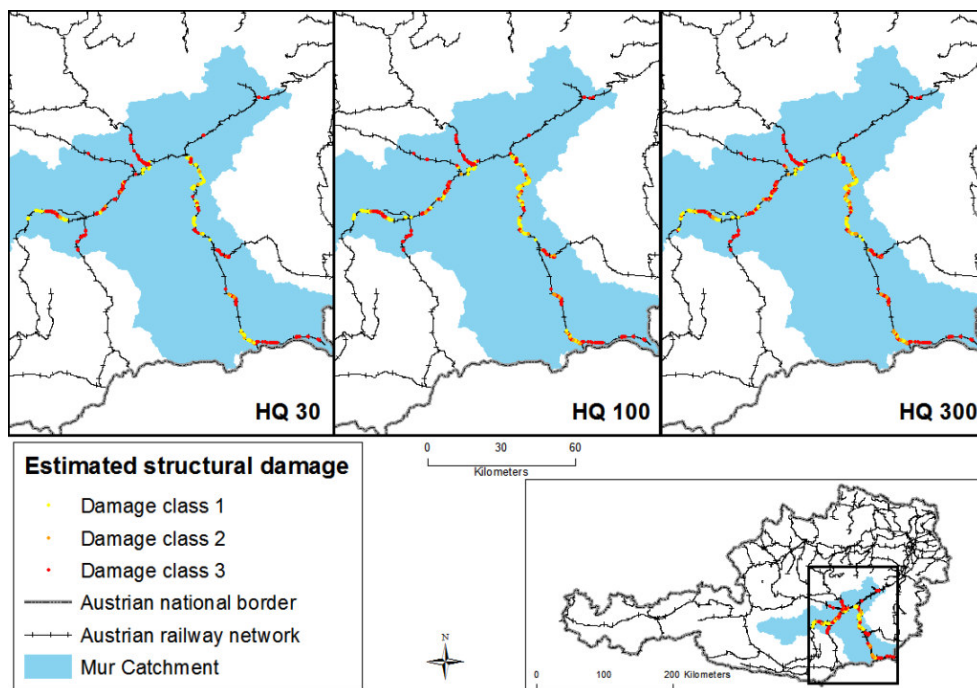 HQ 30
HQ 100
HQ 300
0 30 60
Kilometers
Estimated structural damage
Damage class 1
Damage class 2
Damage class 3
Austrian national border
Austrian railway network
Mur Catchment
N
0 100 200 Kilometers